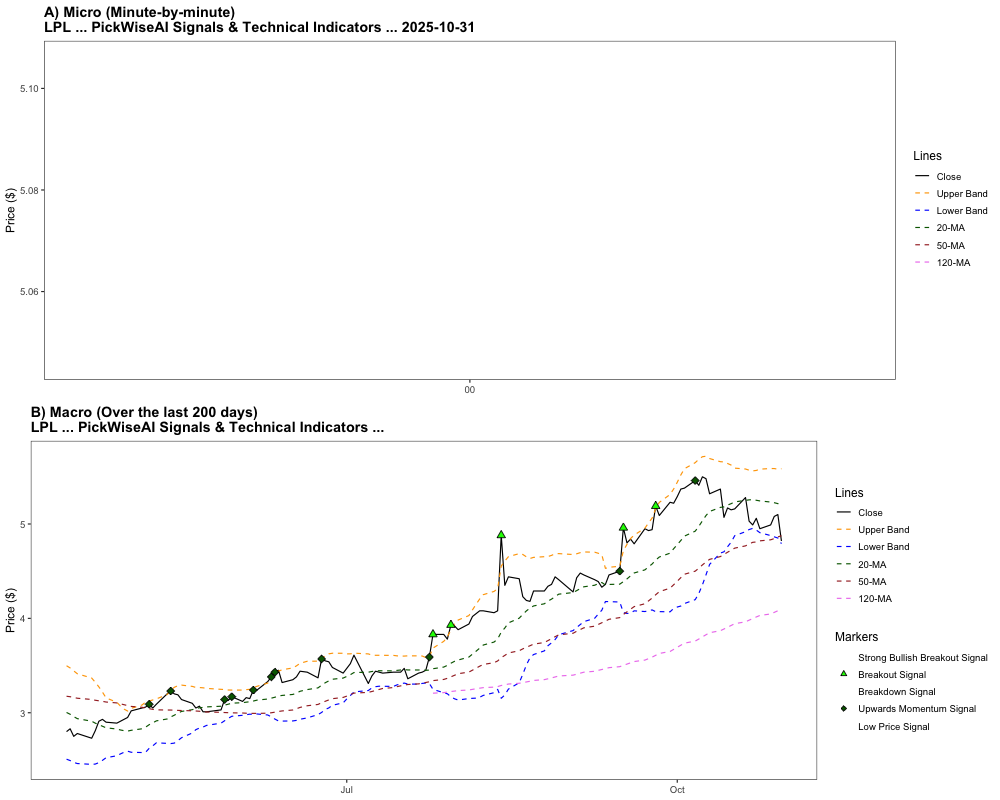 A) Micro (Minute-by-minute)
LPL ... PickWiseAI Signals & Technical Indicators ... 2025-10-31
Price ($)
5.10
5.08
5.06
00
Lines
Close
Upper Band
Lower Band
20-MA
50-MA
120-MA
B) Macro (Over the last 200 days)
LPL ... PickWiseAI Signals & Technical Indicators ...
Price ($)
5
4
3
Jul
Oct
Lines
Close
Upper Band
Lower Band
20-MA
50-MA
120-MA
Markers
Strong Bullish Breakout Signal
Breakout Signal
Breakdown Signal
Upwards Momentum Signal
Low Price Signal